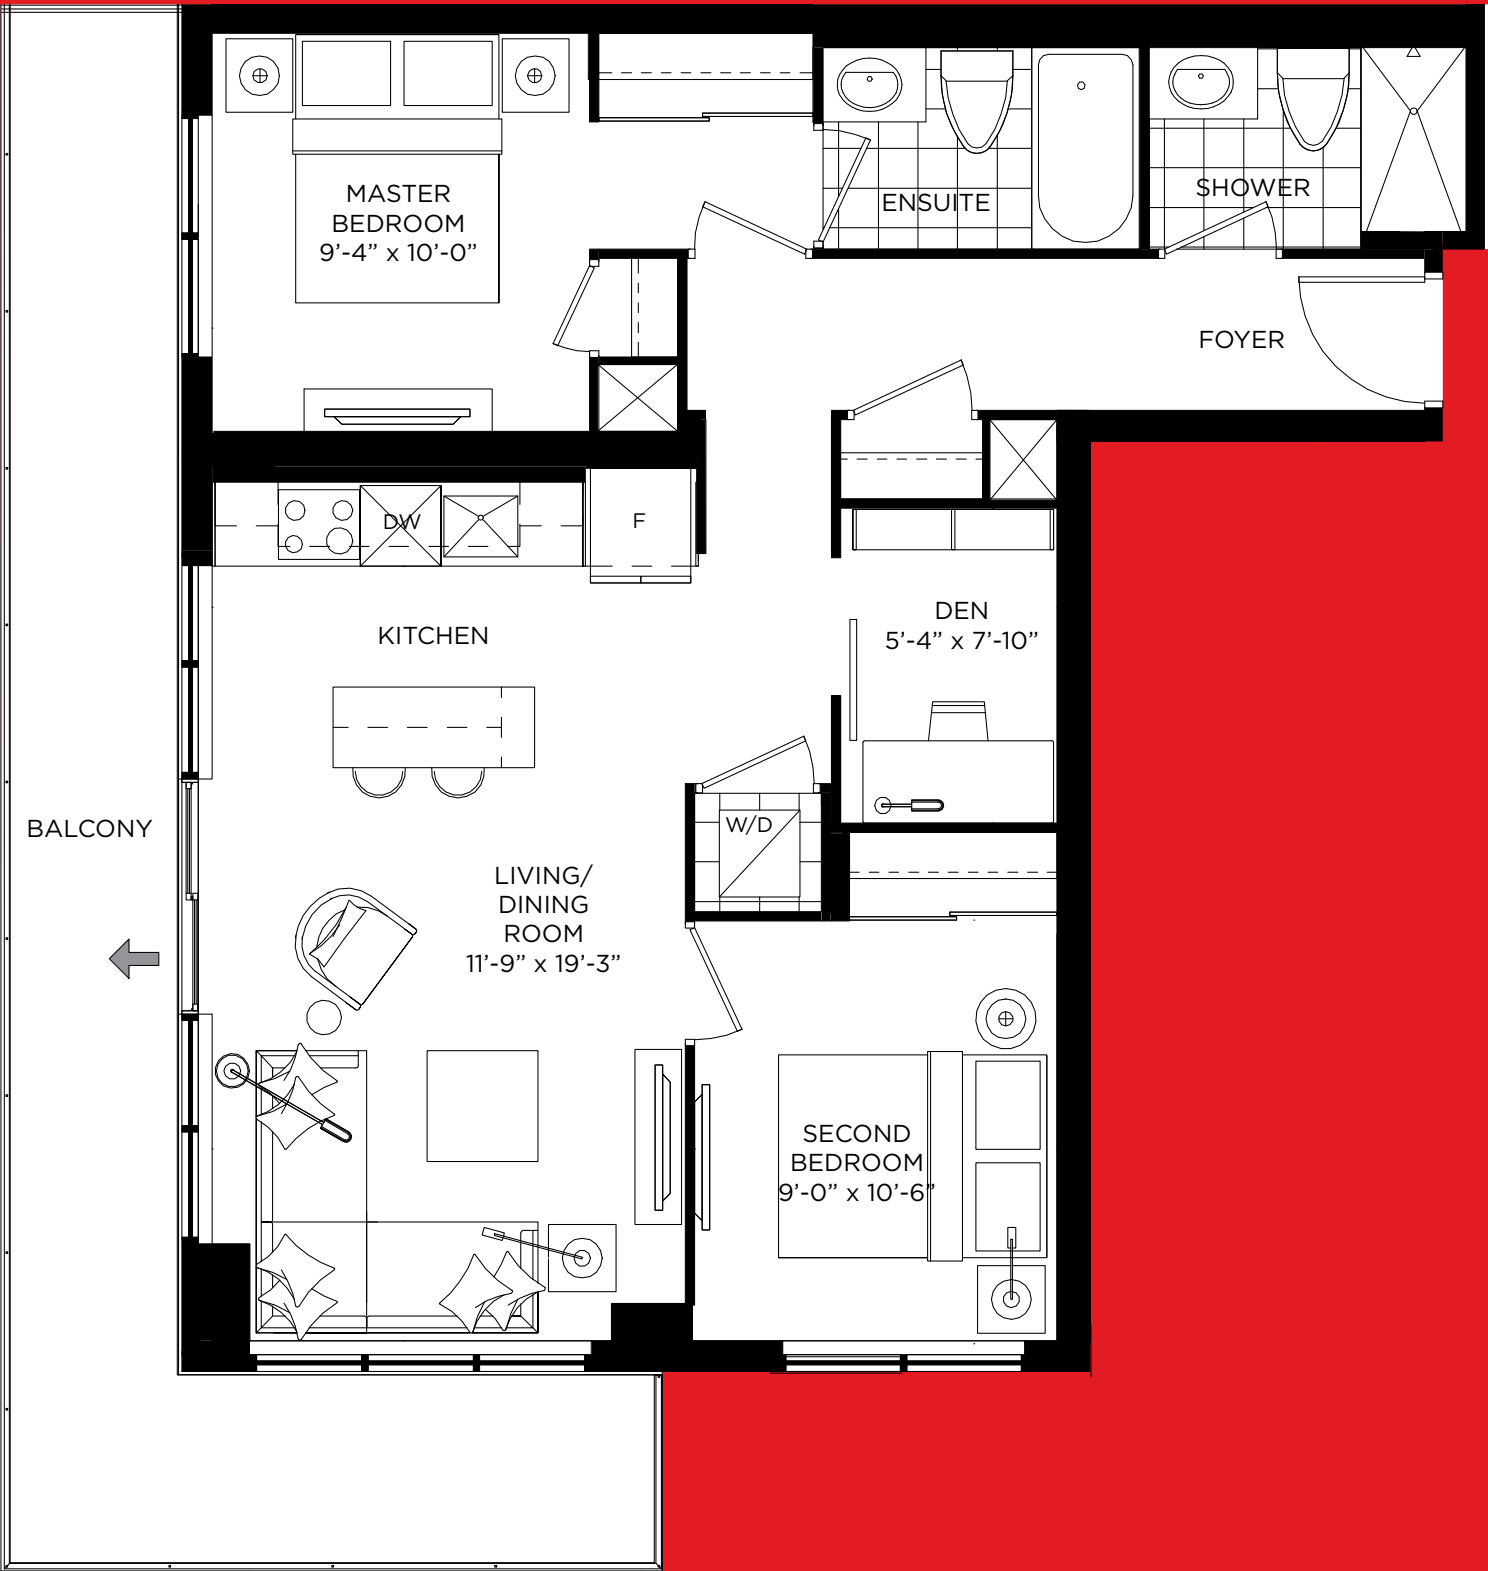 MASTER
BEDROOM
9’-4” x 10’-0”
ENSUITE
SHOWER
FOYER
DW
F
KITCHEN
DEN
5’-4” x 7’-10”
BALCONY
W/D
LIVING/
DINING
ROOM
11’-9” x 19’-3”
SECOND
BEDROOM
9’-0” x 10’-6”